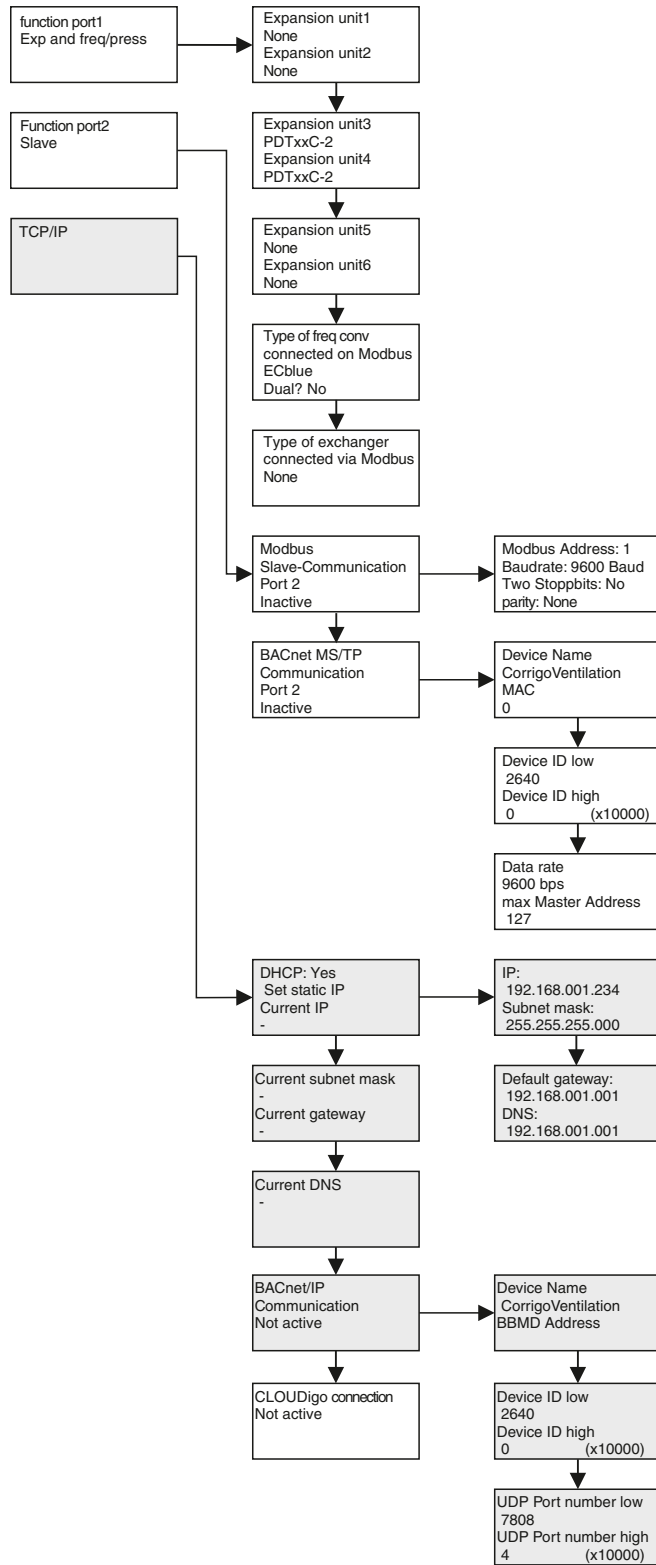 function port1
Exp and freq/press
Expansion unit1
None
Expansion unit2
None
Function port2
Slave
Expansion unit3
PDTxxC-2
Expansion unit4
PDTxxC-2
TCP/IP
Expansion unit5
None
Expansion unit6
None
Type of freq conv
connected on Modbus
ECblue
Dual? No
Type of exchanger
connected via Modbus
None
Modbus
Slave-Communication
Port 2
Inactive
Modbus Address: 1
Baudrate: 9600 Baud
Two Stoppbits: No
parity: None
BACnet MS/TP
Communication
Port 2
Inactive
Device Name
CorrigoVentilation
MAC
0
Device ID low
2640
Device ID high
0 (x10000)
Data rate
9600 bps
max Master Address
127
DHCP: Yes
Set static IP
Current IP
-
IP:
192.168.001.234
Subnet mask:
255.255.255.000
Current subnet mask
-
Current gateway
-
Default gateway:
192.168.001.001
DNS:
192.168.001.001
Current DNS
-
BACnet/IP
Communication
Not active
Device Name
CorrigoVentilation
BBMD Address
CLOUDigo connection
Not active
Device ID low
2640
Device ID high
0 (x10000)
UDP Port number low
7808
UDP Port number high
4 (x10000)